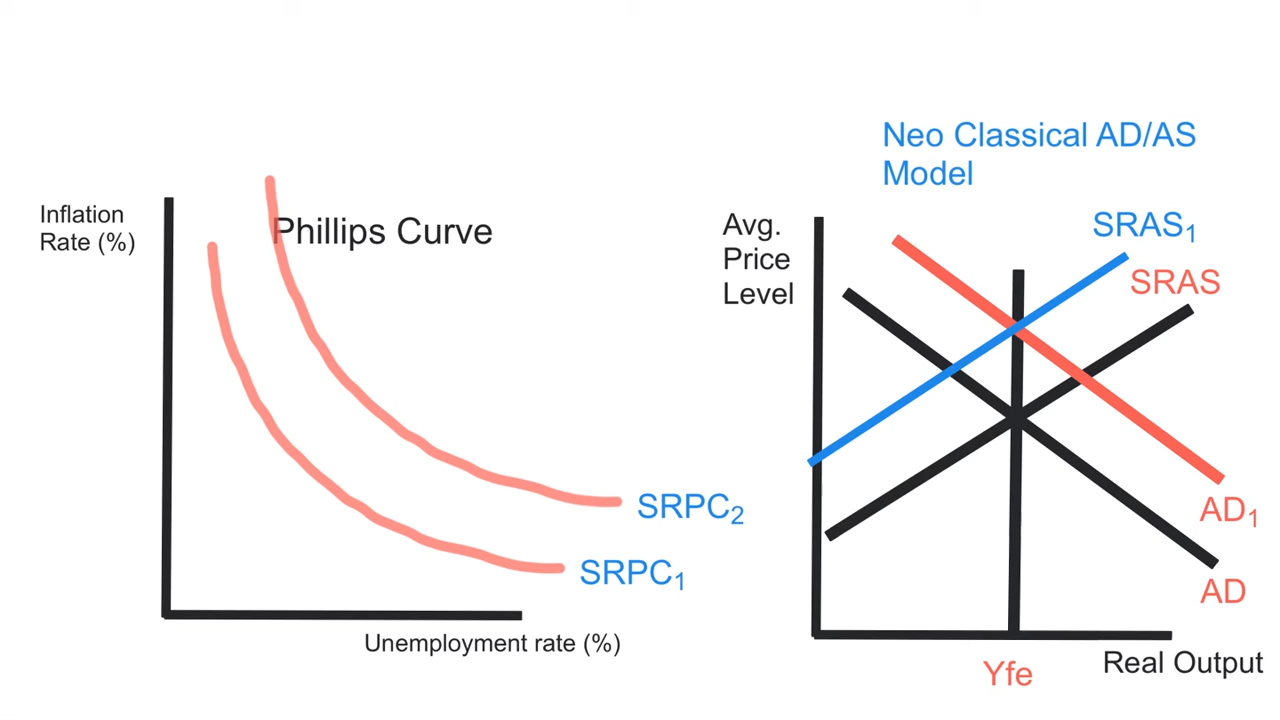 Inflation
Rate (%)
Phillips Curve
SRPC₂
SRPC₁
Unemployment rate (%)
Neo Classical AD/AS
Model
Avg.
Price
Level
SRAS₁
SRAS
AD₁
AD
Yfe
Real Output